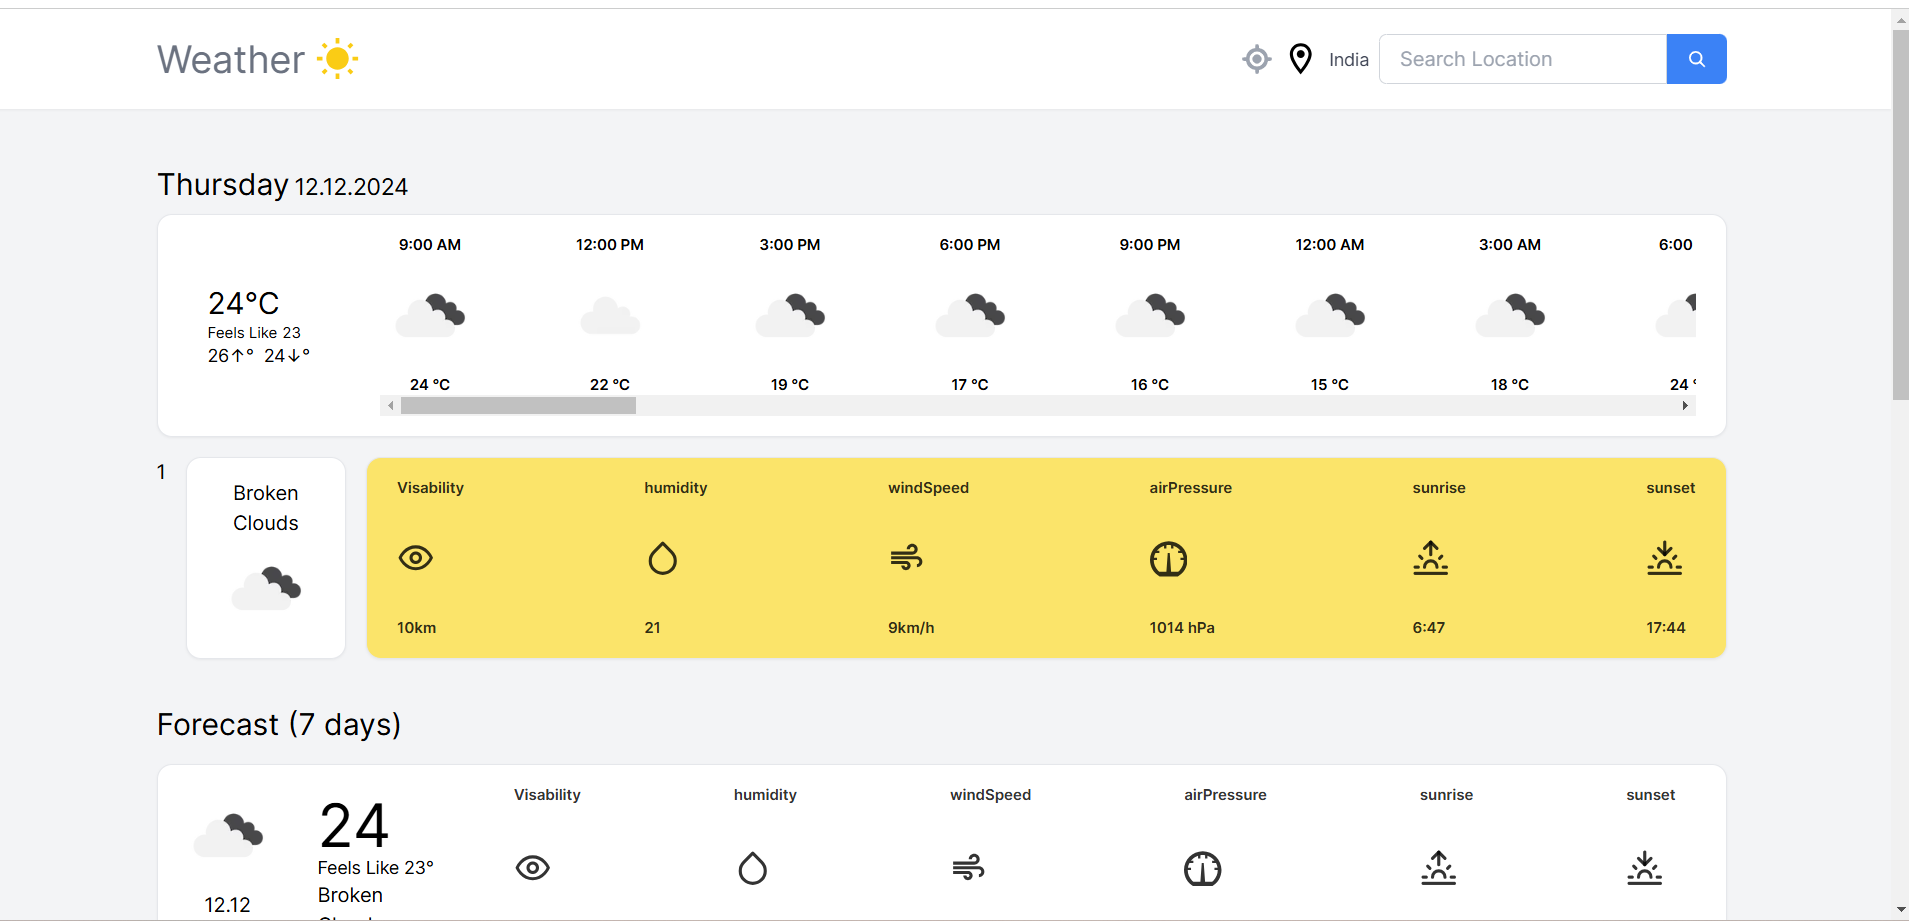 Weather
India
Search Location
Thursday 12.12.2024
9:00 AM 12:00 PM 3:00 PM 6:00 PM 9:00 PM 12:00 AM 3:00 AM 6:00
24°C
Feels Like 23
26↑° 24↓°
24 °C 22 °C 19 °C 17 °C 16 °C 15 °C 18 °C 24 °
1
Broken
Clouds
Visability humidity windSpeed airPressure sunrise sunset
10km 21 9km/h 1014 hPa 6:47 17:44
Forecast (7 days)
Visability humidity windSpeed airPressure sunrise sunset
24
Feels Like 23°
Broken
12.12